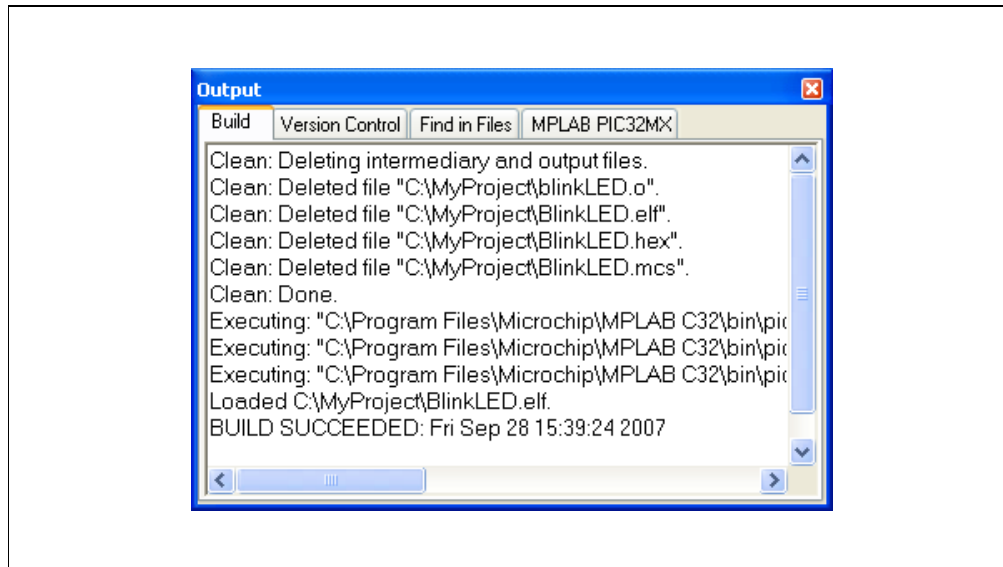 Output
Build Version Control Find in Files MPLAB PIC32MX
Clean: Deleting intermediary and output files.
Clean: Deleted file "C:\MyProject\blinkLED.o".
Clean: Deleted file "C:\MyProject\BlinkLED.elf".
Clean: Deleted file "C:\MyProject\BlinkLED.hex".
Clean: Deleted file "C:\MyProject\BlinkLED.mcs".
Clean: Done.
Executing: "C:\Program Files\Microchip\MPLAB C32\bin\pic
Executing: "C:\Program Files\Microchip\MPLAB C32\bin\pic
Executing: "C:\Program Files\Microchip\MPLAB C32\bin\pic
Loaded C:\MyProject\BlinkLED.elf.
BUILD SUCCEEDED: Fri Sep 28 15:39:24 2007